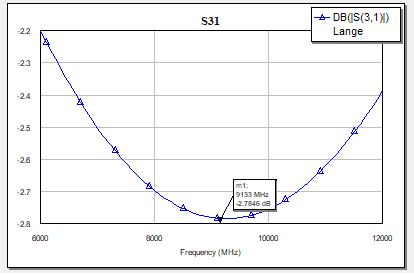 S31
DB(|S(3,1)|)
Lange
-2.2
-2.3
-2.4
-2.5
-2.6
-2.7
-2.8
m1:
9133 MHz
-2.7846 dB
6000 8000 10000 12000
Frequency (MHz)